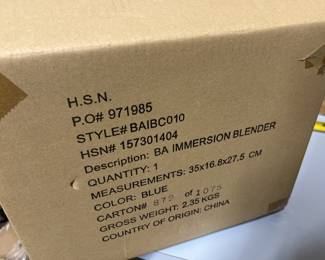 H.S.N.
P.O# 971985
STYLE# BAIBC010
HSN# 157301404
Description: BA IMMERSION BLENDER
QUANTITY: 1
MEASUREMENTS: 35x16.8x27.5 CM
COLOR: BLUE
CARTON# 872 of 1075
GROSS WEIGHT: 2.35 KGS
COUNTRY OF ORIGIN: CHINA